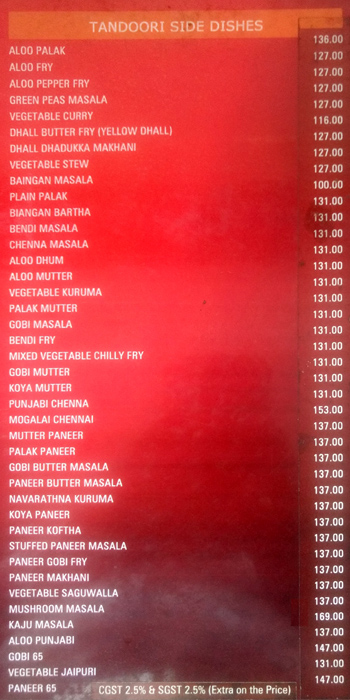 TANDOORI SIDE DISHES
ALOO PALAK 136.00
ALOO FRY 127.00
ALOO PEPPER FRY 127.00
GREEN PEAS MASALA 127.00
VEGETABLE CURRY 127.00
DHALL BUTTER FRY (YELLOW DHALL) 116.00
DHALL DHADUKKA MAKHANI 127.00
VEGETABLE STEW 127.00
BAINGAN MASALA 127.00
PLAIN PALAK 100.00
BIANGAN BARTHA 131.00
BENDI MASALA 131.00
CHENNA MASALA 131.00
ALOO DHUM 131.00
ALOO MUTTER 131.00
VEGETABLE KURUMA 131.00
PALAK MUTTER 131.00
GOBI MASALA 131.00
BENDI FRY 131.00
MIXED VEGETABLE CHILLY FRY 131.00
GOBI MUTTER 131.00
KOYA MUTTER 131.00
PUNJABI CHENNA 131.00
MOGALAI CHENNAI 153.00
MUTTER PANEER 137.00
PALAK PANEER 137.00
GOBI BUTTER MASALA 137.00
PANEER BUTTER MASALA 137.00
NAVARATHNA KURUMA 137.00
KOYA PANEER 137.00
PANEER KOFTHA 137.00
STUFFED PANEER MASALA 137.00
PANEER GOBI FRY 137.00
PANEER MAKHANI 137.00
VEGETABLE SAGUWALLA 137.00
MUSHROOM MASALA 137.00
KAJU MASALA 169.00
ALOO PUNJABI 137.00
GOBI 65 147.00
VEGETABLE JAIPURI 131.00
PANEER 65 147.00
CGST 2.5% & SGST 2.5% (Extra on the Price)